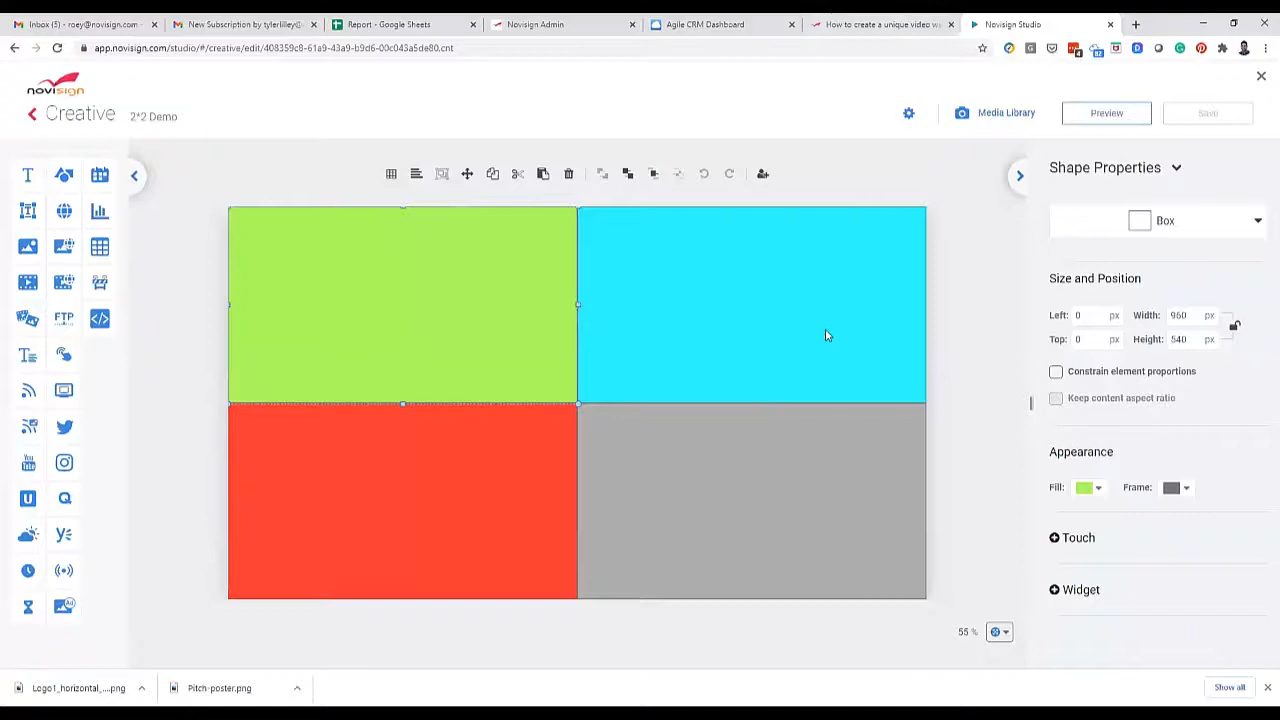 Inbox (63) - roey@novisign.com -
New Subscription by tylerlilley@
Report - Google Sheets
Novisign Admin
Agile CRM Dashboard
How to create a unique video w
Novisign Studio
app.novisign.com/studio/#/creative/edit/408359c8-61a9-43a9-b9d6-00c043a5de80.cnt
novisign
Creative 2*2 Demo
Media Library
Preview
Save
Shape Properties
Box
Size and Position
Left: 0 px Width: 960 px
Top: 0 px Height: 540 px
Constrain element proportions
Keep content aspect ratio
Appearance
Fill: Frame:
Touch
Widget
FTP
You
Tube
55 %
Logo1_horizontal_....png
Pitch-poster.png
Show all